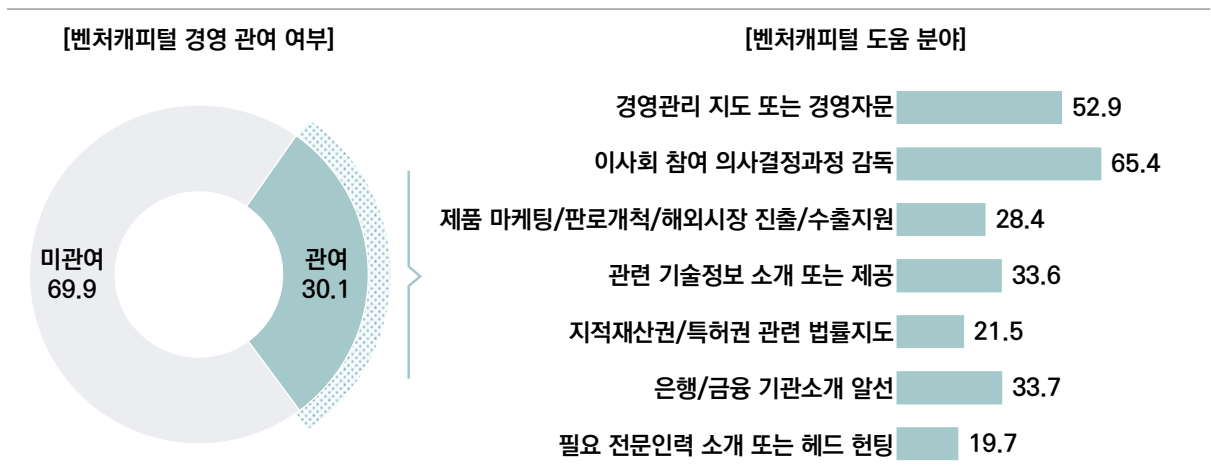 [벤처캐피털 경영 관여 여부]
미관여
69.9
관여
30.1
[벤처캐피털 도움 분야]
경영관리 지도 또는 경영자문 52.9
이사회 참여 의사결정과정 감독 65.4
제품 마케팅/판로개척/해외시장 진출/수출지원 28.4
관련 기술정보 소개 또는 제공 33.6
지적재산권/특허권 관련 법률지도 21.5
은행/금융 기관소개 알선 33.7
필요 전문인력 소개 또는 헤드 헌팅 19.7